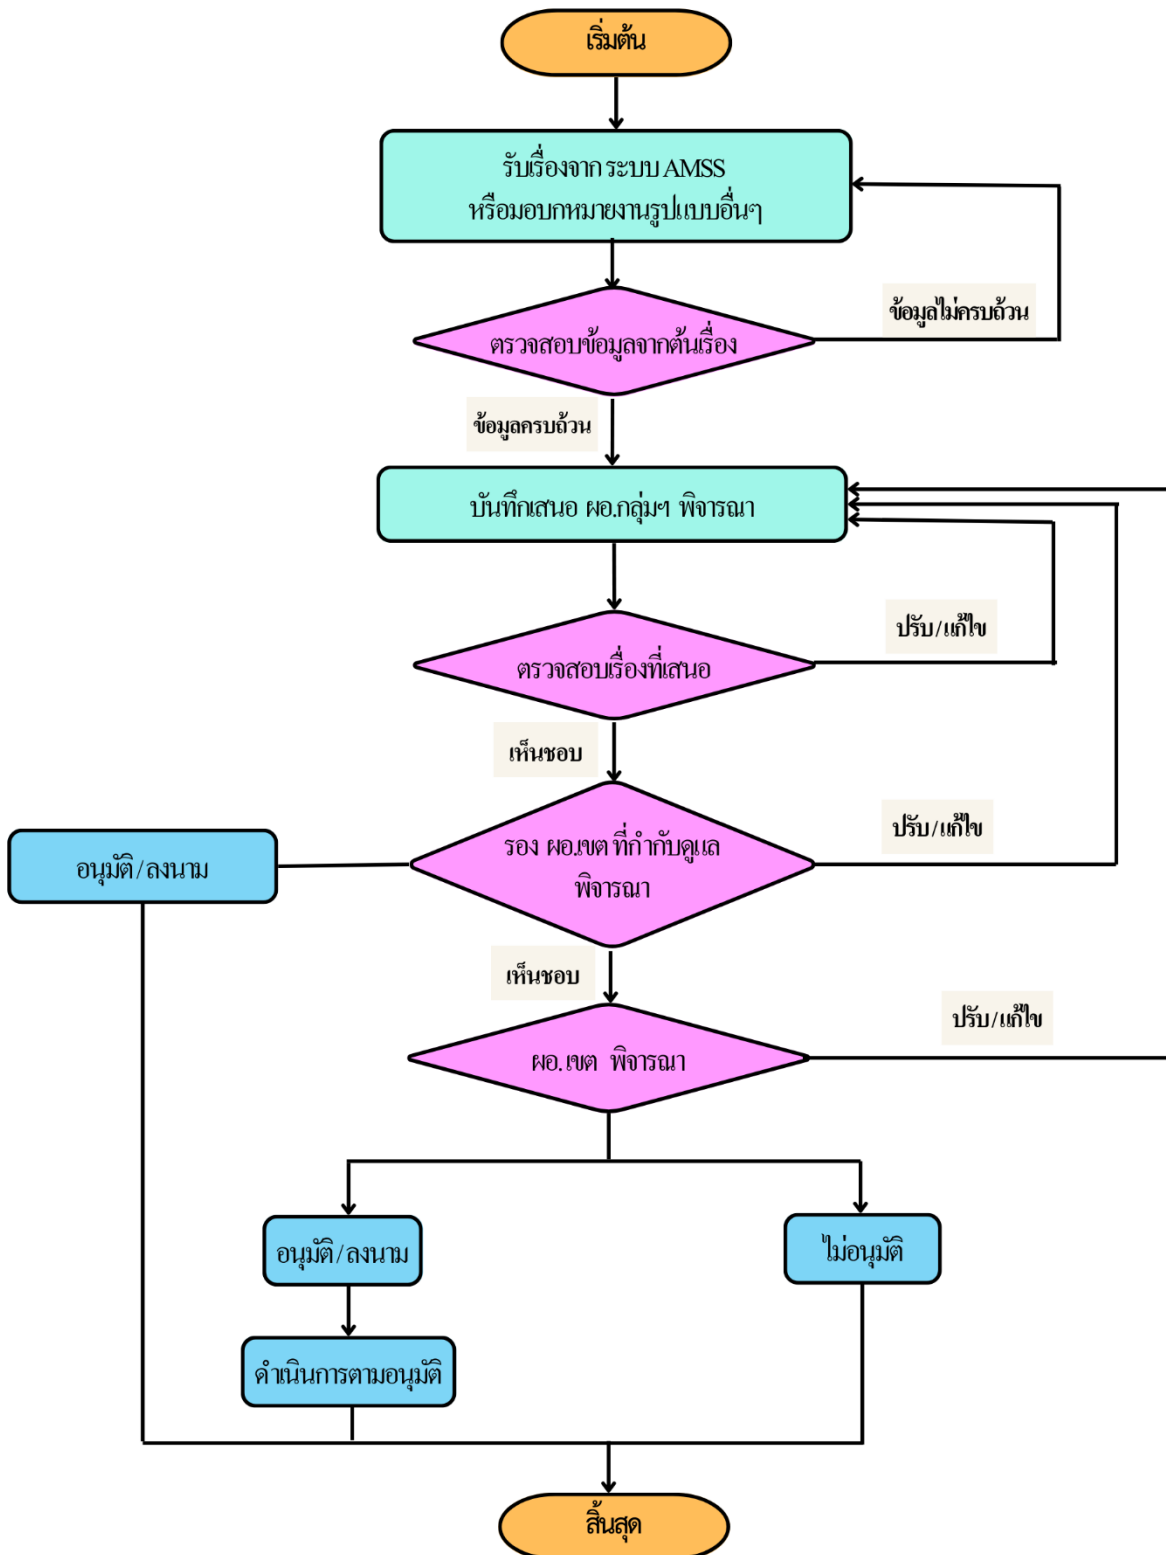 เริ่มต้น
รับเรื่องจาก ระบบ AMSS
หรือมอบกหมายงานรูปแบบอื่นๆ
ข้อมูลไม่ครบถ้วน
ตรวจสอบข้อมูลจากต้นเรื่อง
ข้อมูลครบถ้วน
บันทึกเสนอ ผอ.กลุ่มฯ พิจารณา
ปรับ/แก้ไข
ตรวจสอบเรื่องที่เสนอ
เห็นชอบ
ปรับ/แก้ไข
รอง ผอ.เขต ที่กำกับดูแล
พิจารณา
อนุมัติ/ลงนาม
เห็นชอบ
ปรับ/แก้ไข
ผอ.เขต พิจารณา
อนุมัติ/ลงนาม
ไม่อนุมัติ
ดำเนินการตามอนุมัติ
สิ้นสุด